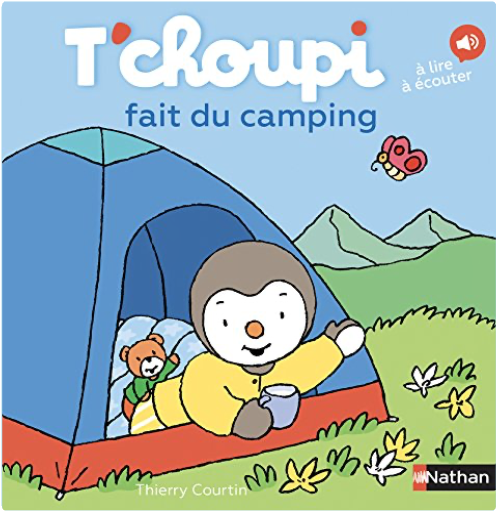 T'choupi
à lire
à écouter
fait du camping
Thierry Courtin
Nathan